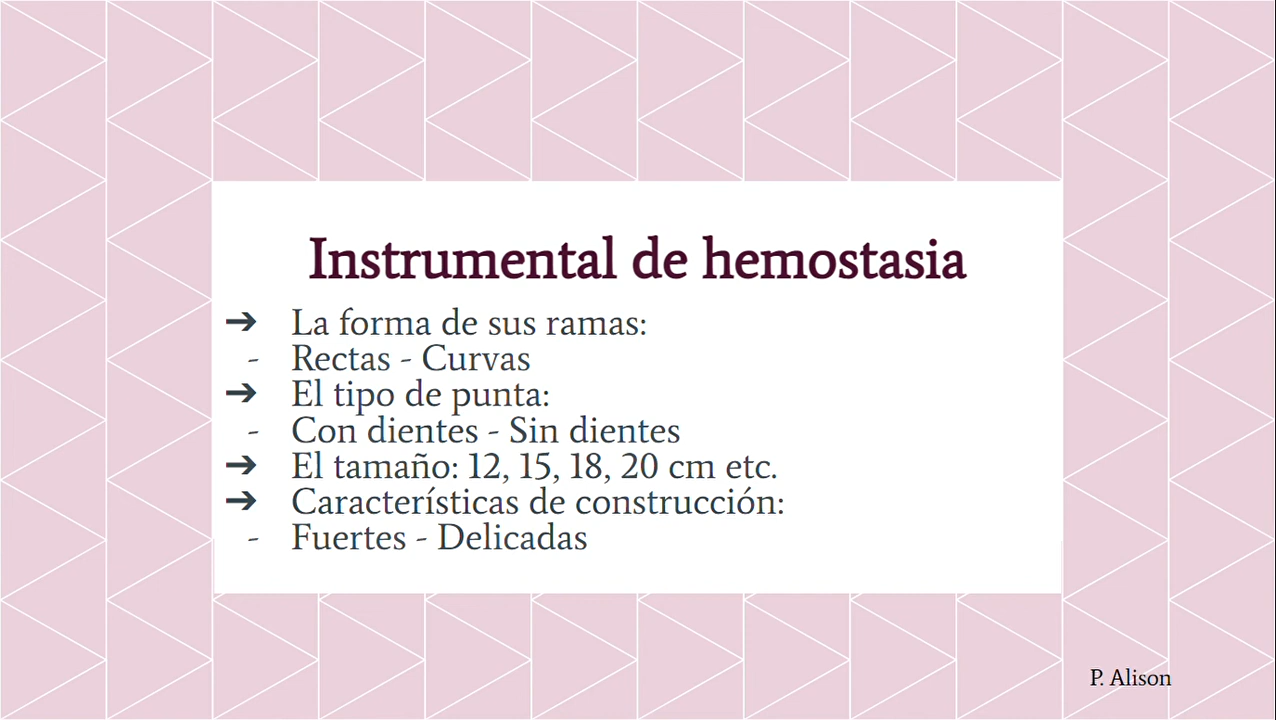 Instrumental de hemostasia
➔ La forma de sus ramas:
- Rectas - Curvas
➔ El tipo de punta:
- Con dientes - Sin dientes
➔ El tamaño: 12, 15, 18, 20 cm etc.
➔ Características de construcción:
- Fuertes - Delicadas
P. Alison